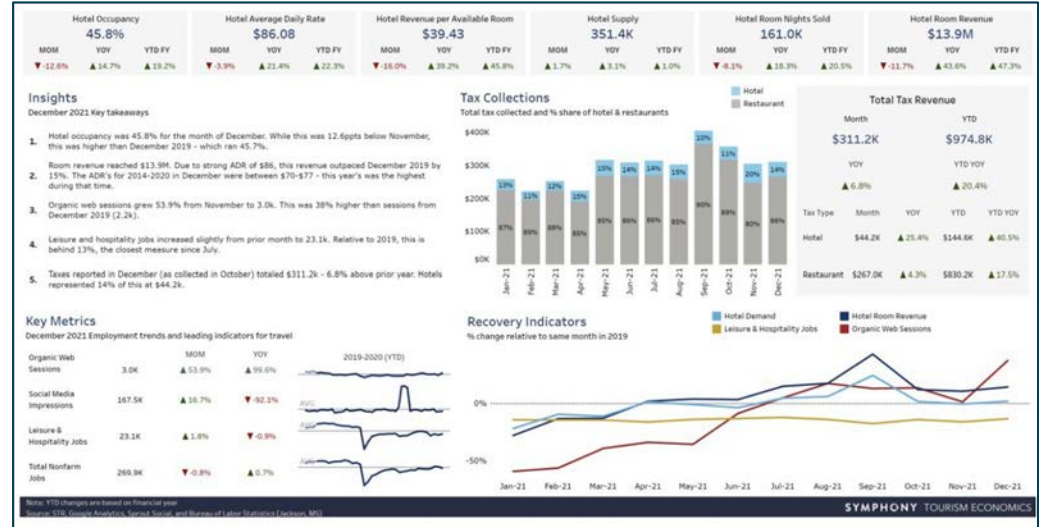 Hotel Occupancy
45.8%
MOM YOY YTD FY
▼-12.6% ▲14.7% ▲19.2%
Hotel Average Daily Rate
$86.08
MOM YOY YTD FY
▼-3.9% ▲21.4% ▲22.3%
Hotel Revenue per Available Room
$39.43
MOM YOY YTD FY
▼-16.0% ▲39.2% ▲45.8%
Hotel Supply
351.4K
MOM YOY YTD FY
▲1.7% ▲3.1% ▲1.0%
Hotel Room Nights Sold
161.0K
MOM YOY YTD FY
▼-8.1% ▲18.3% ▲20.5%
Hotel Room Revenue
$13.9M
MOM YOY YTD FY
▼-11.7% ▲43.6% ▲47.3%
Insights
December 2021 Key takeaways
1. Hotel occupancy was 45.8% for the month of December. While this was 12.6ppts below November,
this was higher than December 2019 - which ran 45.7%.
2. Room revenue reached $13.9M. Due to strong ADR of $86, this revenue outpaced December 2019 by
15%. The ADR's for 2014-2020 in December were between $70-$77 - this year's was the highest
during that time.
3. Organic web sessions grew 53.9% from November to 3.0k. This was 38% higher than sessions from
December 2019 (2.2k).
4. Leisure and hospitality jobs increased slightly from prior month to 23.1k. Relative to 2019, this is
behind 13%, the closest measure since July.
5. Taxes reported in December (as collected in October) totaled $311.2k - 6.8% above prior year. Hotels
represented 14% of this at $44.2k.
Tax Collections
Total tax collected and % share of hotel & restaurants
Hotel
Restaurant
$400K
$300K
$200K
$100K
$0K
13% 11% 12% 15% 15% 14% 14% 15% 10% 11% 20% 14%
87% 89% 88% 85% 85% 86% 86% 85% 90% 89% 80% 86%
Jan-21 Feb-21 Mar-21 Apr-21 May-21 Jun-21 Jul-21 Aug-21 Sep-21 Oct-21 Nov-21 Dec-21
Total Tax Revenue
Month YTD
$311.2K $974.8K
YOY YTD YOY
▲6.8% ▲20.4%
Tax Type Month YOY YTD YTD YOY
Hotel $44.2K ▲25.4% $144.6K ▲40.5%
Restaurant $267.0K ▲4.3% $830.2K ▲17.5%
Key Metrics
December 2021 Employment trends and leading indicators for travel
MOM YOY 2019-2020 (YTD)
Organic Web
Sessions 3.0K ▲53.9% ▲99.6%
Social Media
Impressions 167.5K ▲16.7% ▼-92.1%
AVG
Leisure &
Hospitality Jobs 23.1K ▲1.8% ▼-0.9%
Total Nonfarm
Jobs 269.9K ▼-0.8% ▲0.7%
Recovery Indicators
% change relative to same month in 2019
Hotel Demand
Hotel Room Revenue
Leisure & Hospitality Jobs
Organic Web Sessions
0%
-50%
Jan-21 Feb-21 Mar-21 Apr-21 May-21 Jun-21 Jul-21 Aug-21 Sep-21 Oct-21 Nov-21 Dec-21
Note: YTD changes are based on financial year
Source: STR, Google Analytics, Sprout Social, and Bureau of Labor Statistics (Jackson, MS)
SYMPHONY TOURISM ECONOMICS